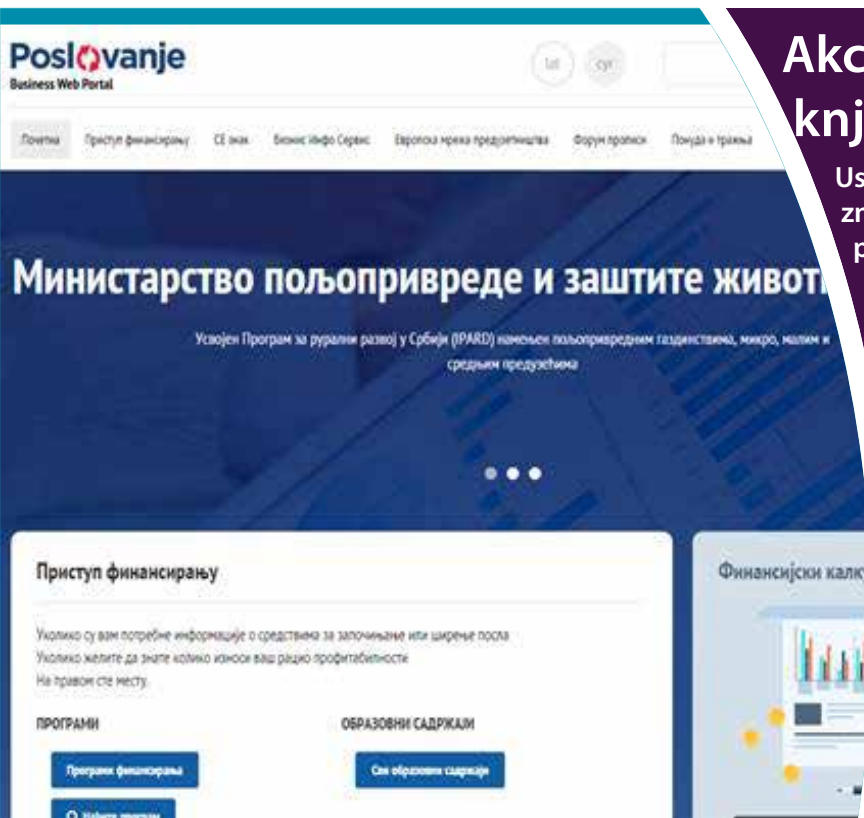 Poslovanje
Business Web Portal
lat cyr
Почетна Приступ финансирању CE знак Бизнис Инфо Сервис Европска мрежа предузетништва Форум прописи Понуда и тражња
Министарство пољопривреде и заштите живот
Усвојен Програм за рурални развој у Србији (IPARD) намењен пољопривредним газдинствима, микро, малим и
средњим предузећима
Приступ финансирању
Уколико су вам потребне информације о средствима за започињање или ширење посла
Уколико желите да знате колико износи ваш рацио профитабилности
На правом сте месту.
ПРОГРАМИ ОБРАЗОВНИ САДРЖАЈИ
Програми финансирања Сви образовни садржаји
Нађите програм
Финансијски калк
Akc
knj
Us
zn
p